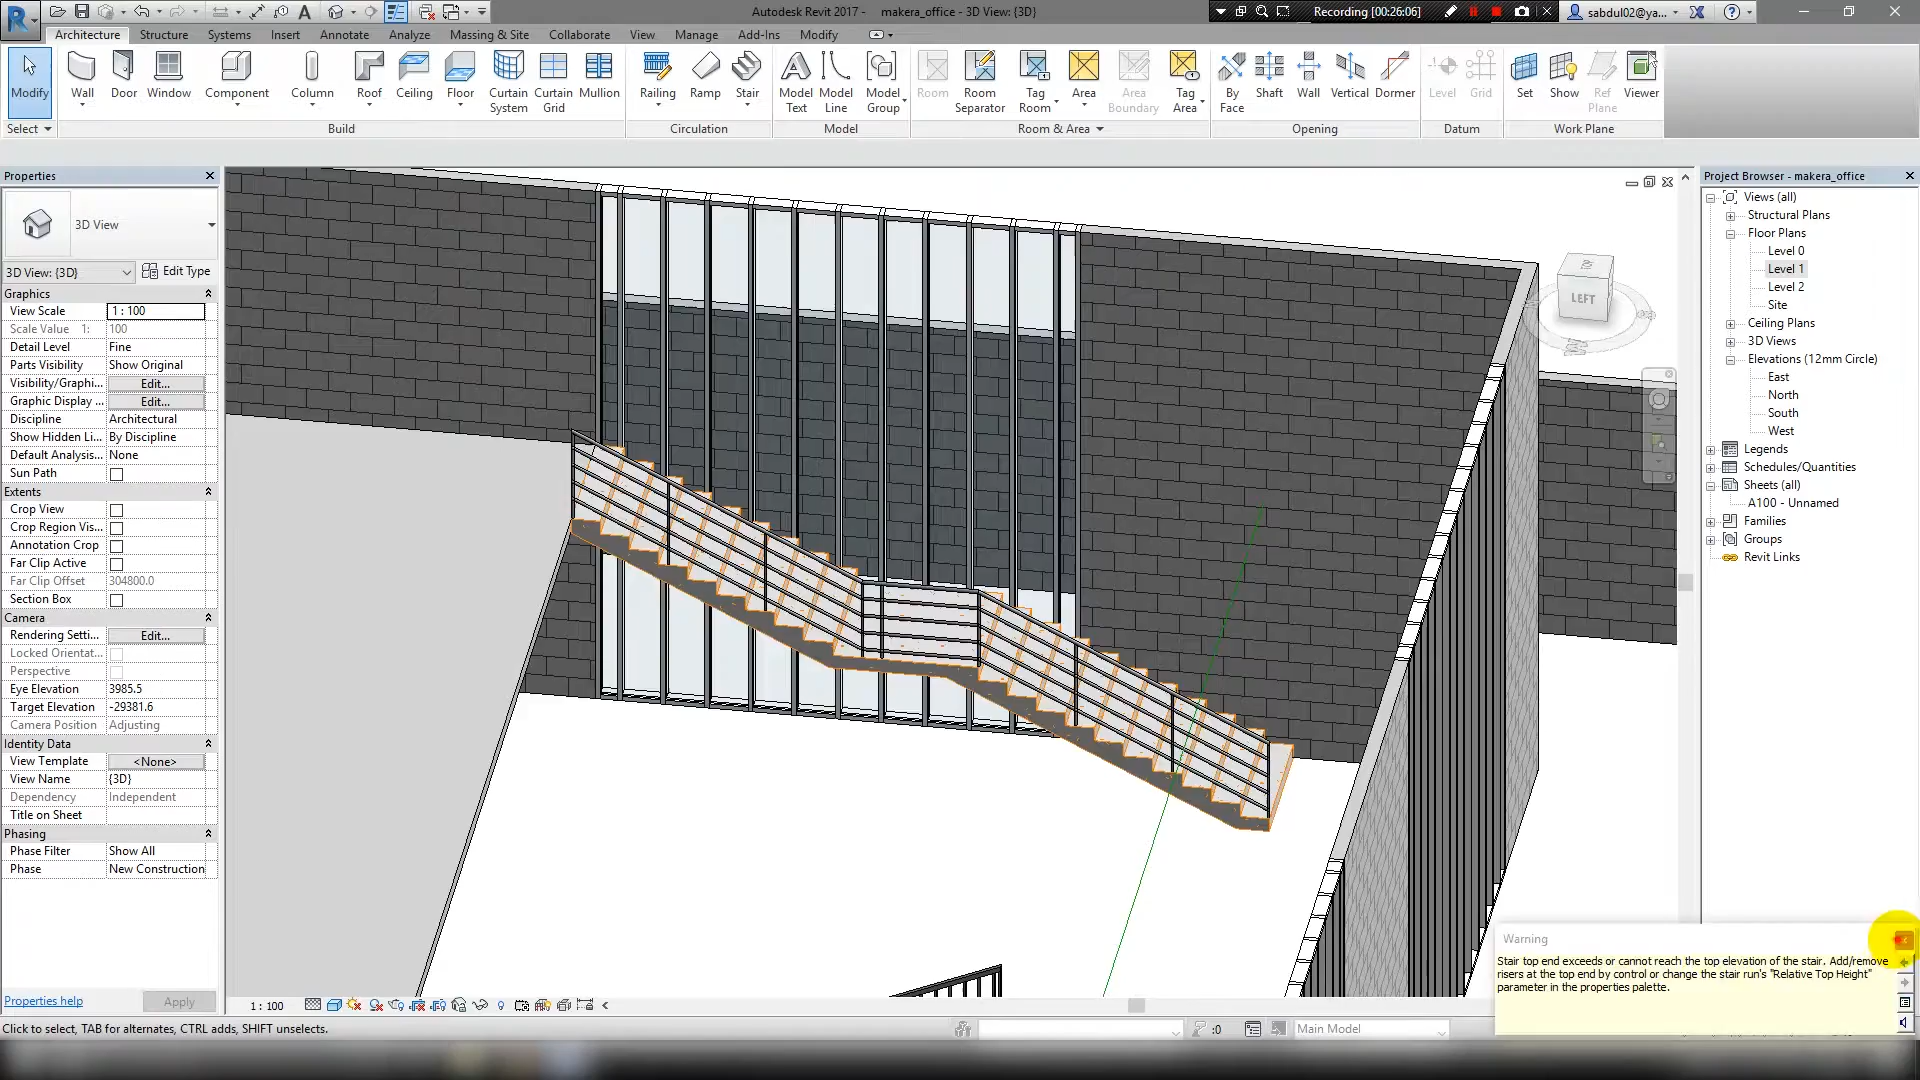 Autodesk Revit 2017 - makera_office - 3D View: {3D}
Recording [00:26:06]
sabdul02@ya...
Architecture Structure Systems Insert Annotate Analyze Massing & Site Collaborate View Manage Add-Ins Modify
Modify Wall Door Window Component Column Roof Ceiling Floor Curtain System Curtain Grid Mullion Railing Ramp Stair Model Text Model Line Model Group Room Room Separator Tag Room Area Area Boundary Tag Area By Face Shaft Wall Vertical Dormer Level Grid Set Show Ref Plane Viewer
Select Build Circulation Model Room & Area Opening Datum Work Plane
Properties
3D View
3D View: {3D} Edit Type
Graphics
View Scale 1 : 100
Scale Value 1: 100
Detail Level Fine
Parts Visibility Show Original
Visibility/Graphi... Edit...
Graphic Display ... Edit...
Discipline Architectural
Show Hidden Li... By Discipline
Default Analysis... None
Sun Path
Extents
Crop View
Crop Region Vis...
Annotation Crop
Far Clip Active
Far Clip Offset 304800.0
Section Box
Camera
Rendering Setti... Edit...
Locked Orientat...
Perspective
Eye Elevation 3985.5
Target Elevation -29381.6
Camera Position Adjusting
Identity Data
View Template <None>
View Name {3D}
Dependency Independent
Title on Sheet
Phasing
Phase Filter Show All
Phase New Construction
Properties help Apply
LEFT
Project Browser - makera_office
Views (all)
Structural Plans
Floor Plans
Level 0
Level 1
Level 2
Site
Ceiling Plans
3D Views
Elevations (12mm Circle)
East
North
South
West
Legends
Schedules/Quantities
Sheets (all)
A100 - Unnamed
Families
Groups
Revit Links
Warning
Stair top end exceeds or cannot reach the top elevation of the stair. Add/remove
risers at the top end by control or change the stair run's "Relative Top Height"
parameter in the properties palette.
1 : 100
Click to select, TAB for alternates, CTRL adds, SHIFT unselects.
:0
Main Model